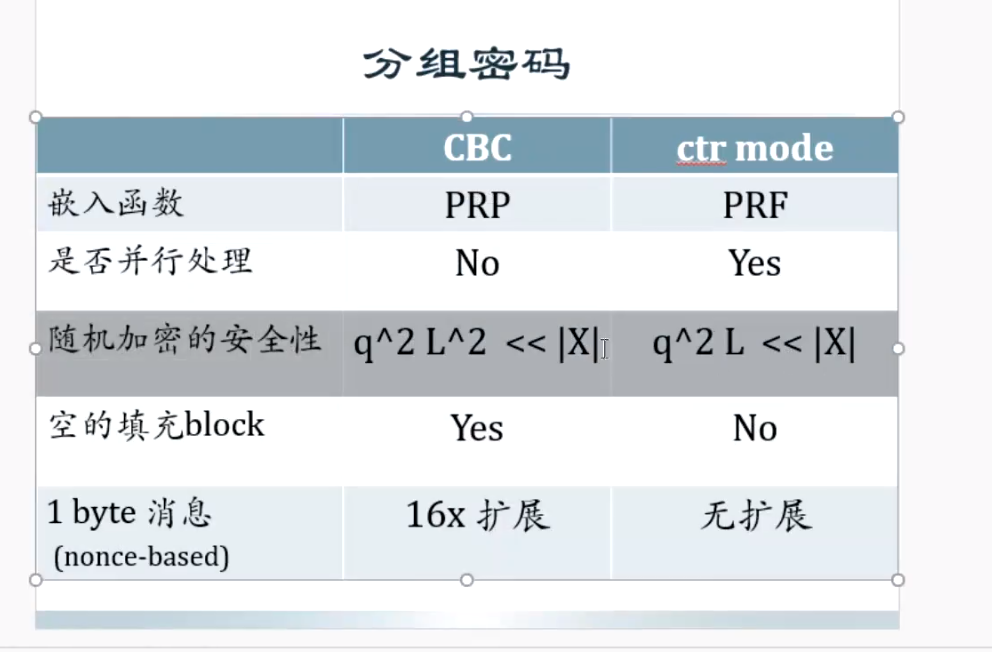 分组密码
CBC ctr mode
嵌入函数 PRP PRF
是否并行处理 No Yes
随机加密的安全性 q^2 L^2 << |X| q^2 L << |X|
空的填充block Yes No
1 byte 消息 16x 扩展 无扩展
(nonce-based)